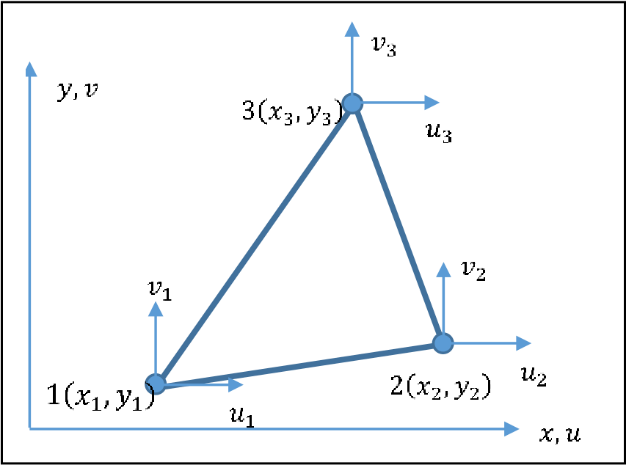 v₃
y, v
3(x₃, y₃)
u₃
v₂
v₁
u₂
2(x₂, y₂)
1(x₁, y₁)
u₁
x, u